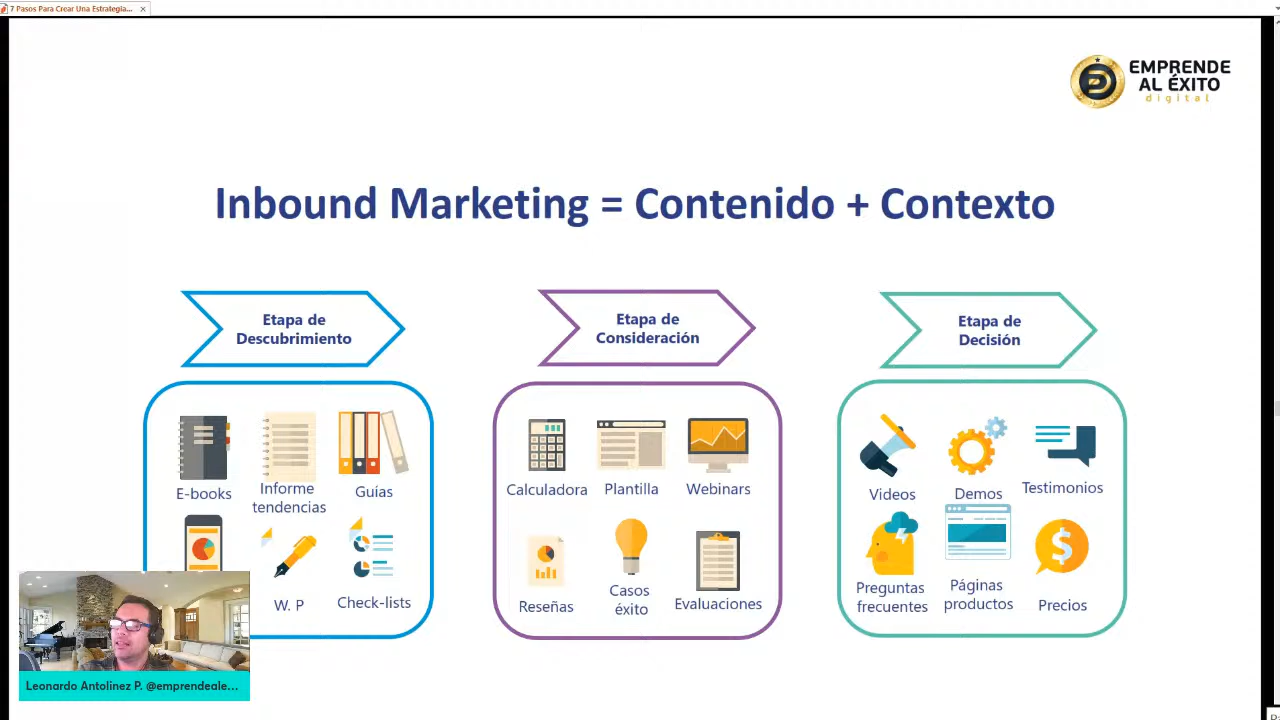 7 Pasos Para Crear Una Estrategia...
EMPRENDE
AL ÉXITO
digital
Inbound Marketing = Contenido + Contexto
Etapa de
Descubrimiento
Etapa de
Consideración
Etapa de
Decisión
E-books
Informe
tendencias
Guías
W. P
Check-lists
Calculadora
Plantilla
Webinars
Reseñas
Casos
éxito
Evaluaciones
Videos
Demos
Testimonios
Preguntas
frecuentes
Páginas
productos
Precios
Leonardo Antolinez P. @emprendeale...